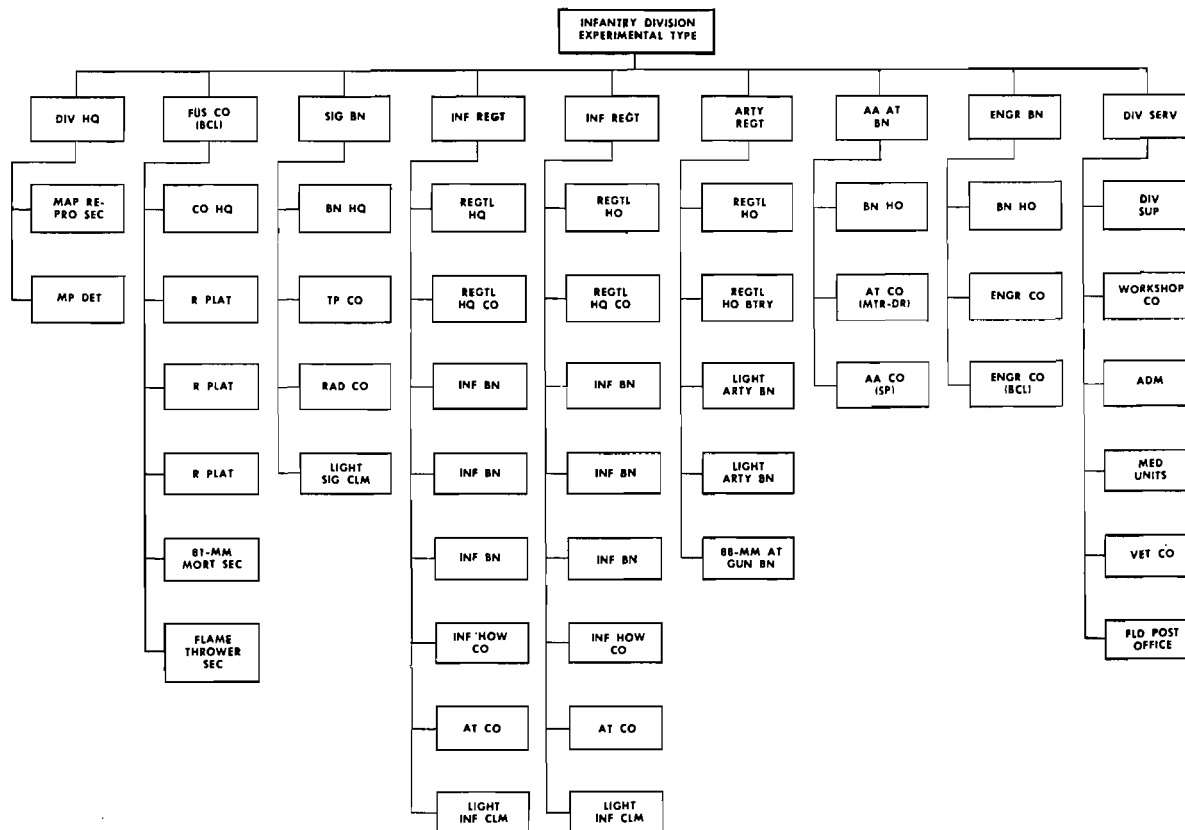 INFANTRY DIVISION
EXPERIMENTAL TYPE
DIV HQ
FUS CO
(BCL)
SIG BN
INF REGT
INF REGT
ARTY
REGT
AA AT
BN
ENGR BN
DIV SERV
MAP RE-
PRO SEC
CO HQ
BN HQ
REGTL
HQ
REGTL
HO
REGTL
HO
BN HO
BN HO
DIV
SUP
MP DET
R PLAT
TP CO
REGTL
HQ CO
REGTL
HQ CO
REGTL
HO BTRY
AT CO
(MTR-DR)
ENGR CO
WORKSHOP
CO
R PLAT
RAD CO
INF BN
INF BN
LIGHT
ARTY BN
AA CO
(SP)
ENGR CO
(BCL)
ADM
R PLAT
LIGHT
SIG CLM
INF BN
INF BN
LIGHT
ARTY BN
MED
UNITS
81-MM
MORT SEC
INF BN
INF BN
88-MM AT
GUN BN
VET CO
FLAME
THROWER
SEC
INF HOW
CO
INF HOW
CO
FLD POST
OFFICE
AT CO
AT CO
LIGHT
INF CLM
LIGHT
INF CLM